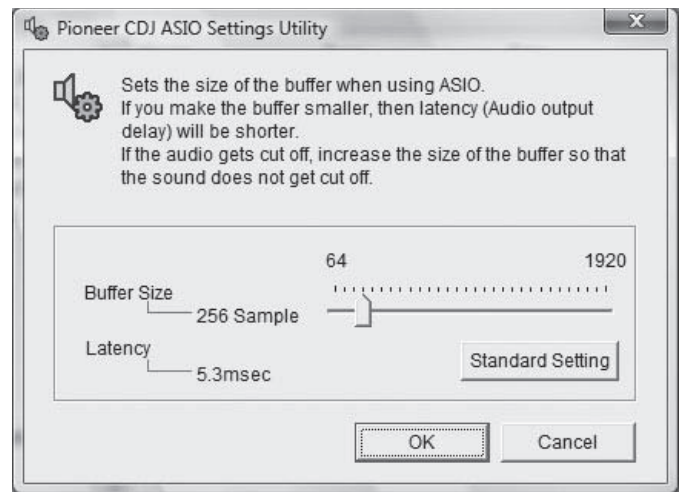 Pioneer CDJ ASIO Settings Utility
Sets the size of the buffer when using ASIO.
If you make the buffer smaller, then latency (Audio output
delay) will be shorter.
If the audio gets cut off, increase the size of the buffer so that
the sound does not get cut off.
64 1920
Buffer Size
256 Sample
Latency
5.3msec
Standard Setting
OK Cancel